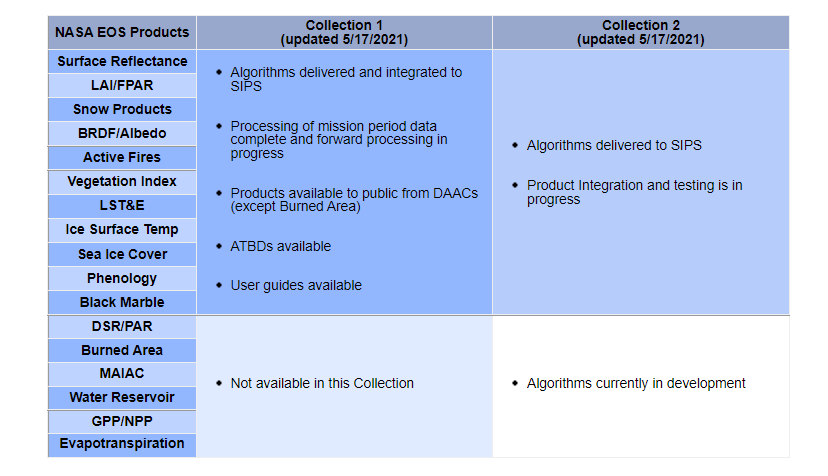 NASA EOS Products
Collection 1
(updated 5/17/2021)
Collection 2
(updated 5/17/2021)
Surface Reflectance
LAI/FPAR
Snow Products
BRDF/Albedo
Active Fires
Vegetation Index
LST&E
Ice Surface Temp
Sea Ice Cover
Phenology
Black Marble
• Algorithms delivered and integrated to
SIPS
• Processing of mission period data
complete and forward processing in
progress
• Products available to public from DAACs
(except Burned Area)
• ATBDs available
• User guides available
• Algorithms delivered to SIPS
• Product Integration and testing is in
progress
DSR/PAR
Burned Area
MAIAC
Water Reservoir
GPP/NPP
Evapotranspiration
• Not available in this Collection
• Algorithms currently in development